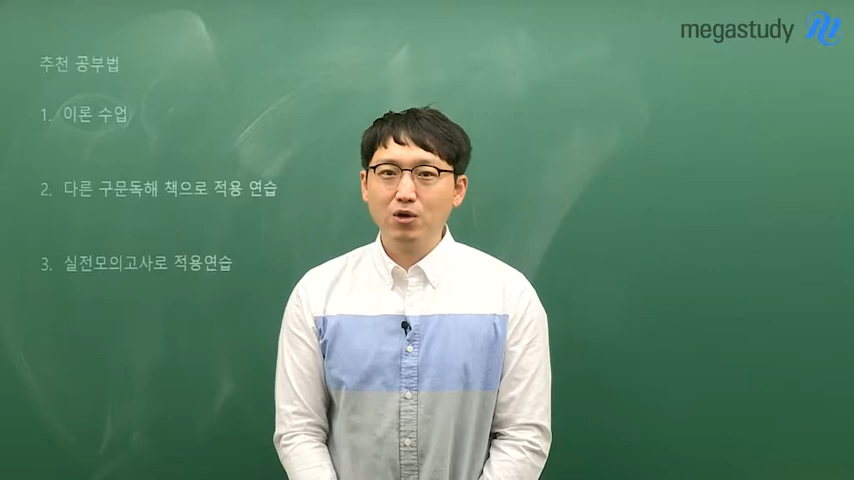 megastudy
추천 공부법
1. 이론 수업
2. 다른 구문독해 책으로 적용 연습
3. 실전모의고사로 적용연습